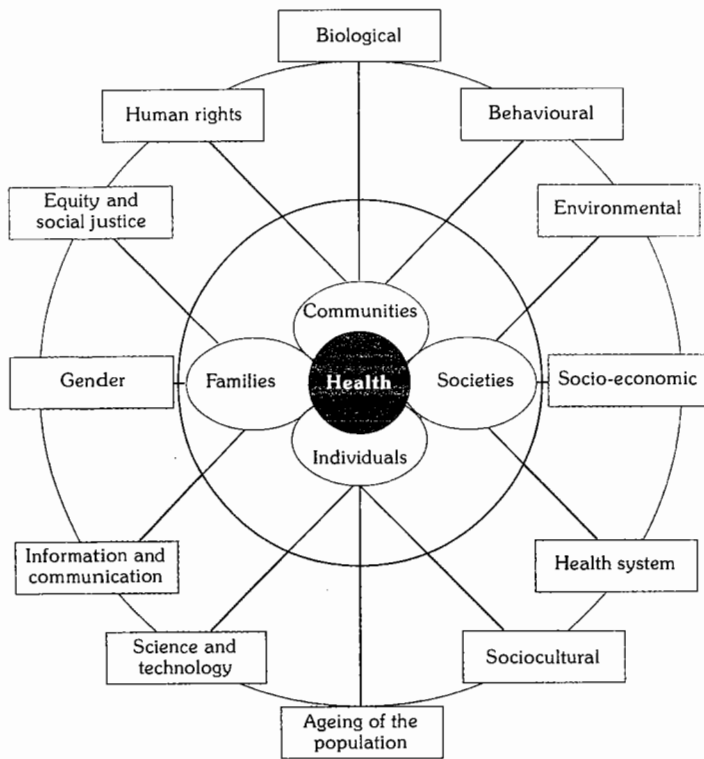 Biological
Human rights
Behavioural
Equity and
social justice
Environmental
Communities
Gender
Families
Health
Societies
Socio-economic
Individuals
Information and
communication
Health system
Science and
technology
Sociocultural
Ageing of the
population